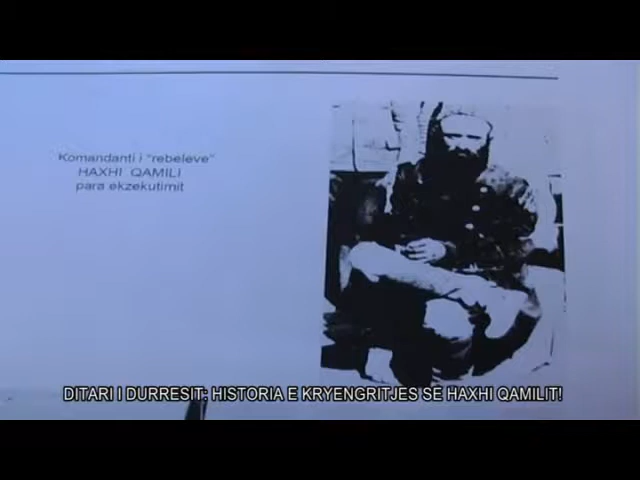 Komandanti i "rebeleve"
HAXHI QAMILI
para ekzekutimit
DITARI I DURRESIT: HISTORIA E KRYENGRITJES SE HAXHI QAMILIT!